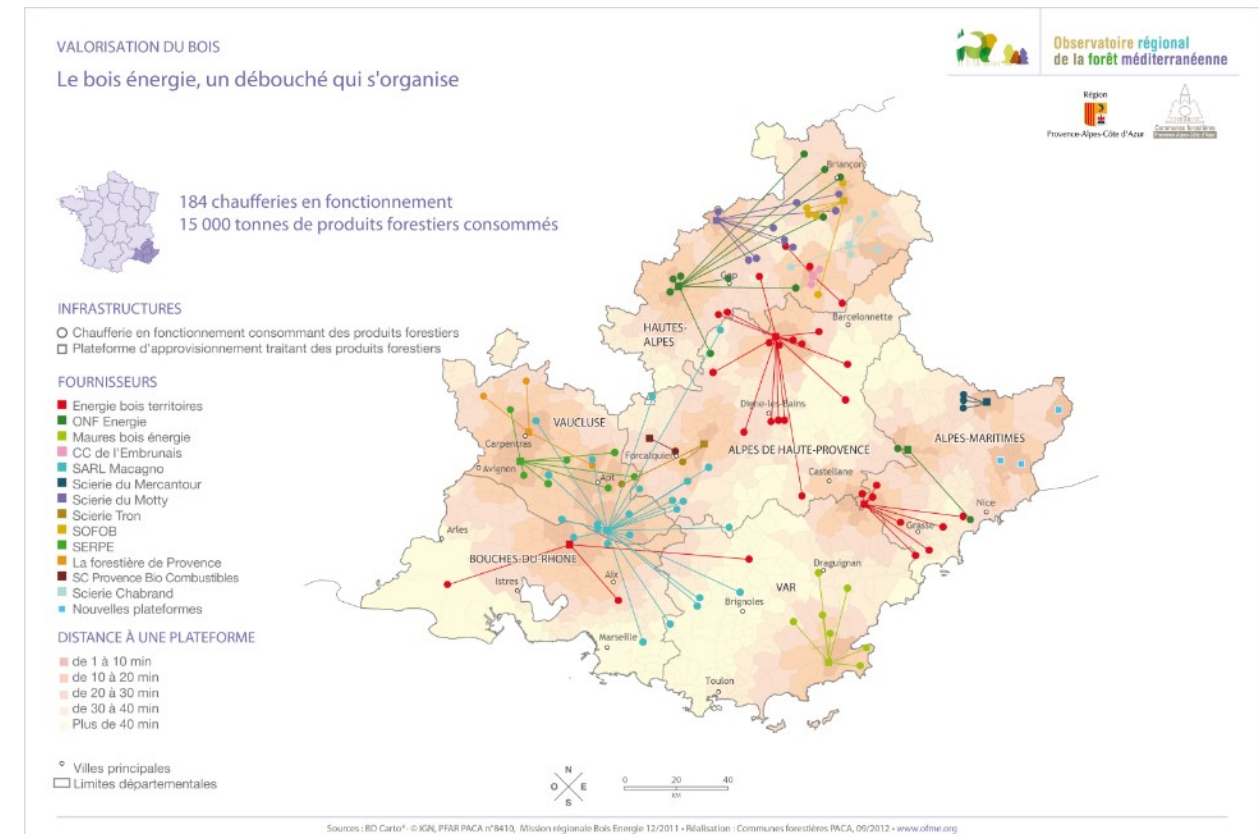 VALORISATION DU BOIS
Le bois énergie, un débouché qui s'organise
Observatoire régional
de la forêt méditerranéenne
Région
Provence-Alpes-Côte d'Azur
Communes forestières
Provence-Alpes-Côte d'Azur
184 chaufferies en fonctionnement
15 000 tonnes de produits forestiers consommés
INFRASTRUCTURES
Chaufferie en fonctionnement consommant des produits forestiers
Plateforme d'approvisionnement traitant des produits forestiers
FOURNISSEURS
Energie bois territoires
ONF Energie
Maures bois énergie
CC de l'Embrunais
SARL Macagno
Scierie du Mercantour
Scierie du Motty
Scierie Tron
SOFOB
SERPE
La forestière de Provence
SC Provence Bio Combustibles
Scierie Chabrand
Nouvelles plateformes
DISTANCE À UNE PLATEFORME
de 1 à 10 min
de 10 à 20 min
de 20 à 30 min
de 30 à 40 min
Plus de 40 min
Villes principales
Limites départementales
Briançon
Gap
HAUTES-
ALPES
Barcelonnette
Digne-les-Bains
VAUCLUSE
Carpentras
Avignon
Forcalquier
Apt
ALPES DE HAUTE-PROVENCE
ALPES-MARITIMES
Castellane
Nice
Grasse
Arles
BOUCHES-DU-RHONE
Istres
Aix
Draguignan
VAR
Brignoles
Marseille
Toulon
N
O E
S
0 20 40
KM
Sources : BD Carto® - © IGN, PFAR PACA n°8410, Mission régionale Bois Energie 12/2011 • Réalisation : Communes forestières PACA, 09/2012 • www.ofme.org